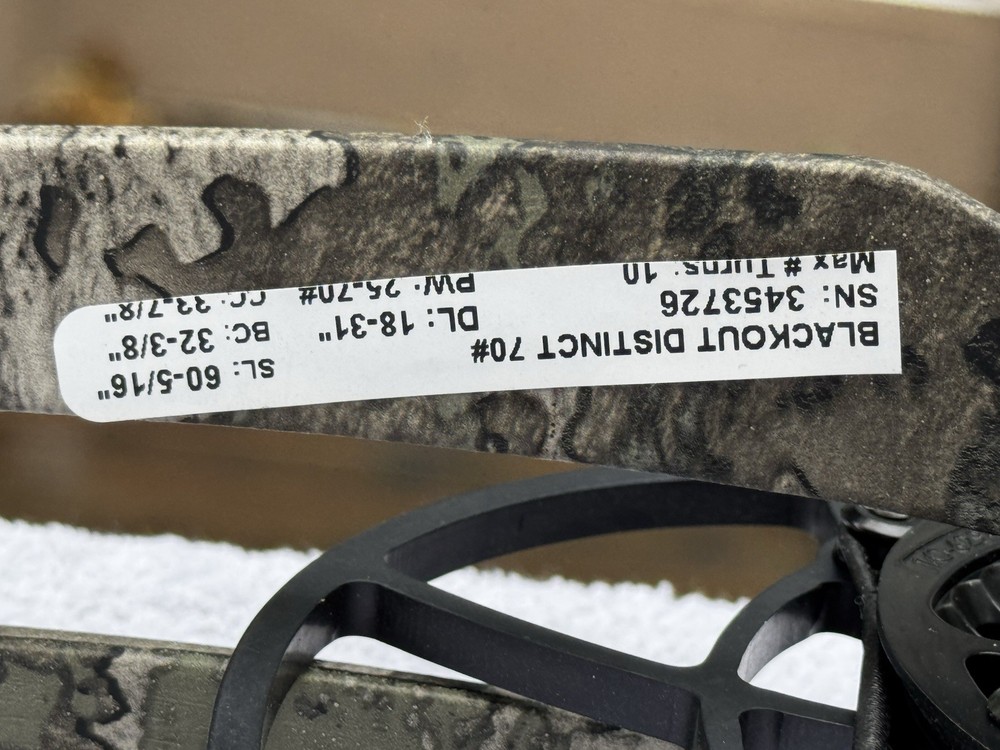 BLACKOUT DISTINCT 70#
SN: 3453726
Max # Turns: 10
DL: 18-31"
PW: 25-70#
SL: 60-5/16"
BC: 32-3/8"
CC: 33-7/8"